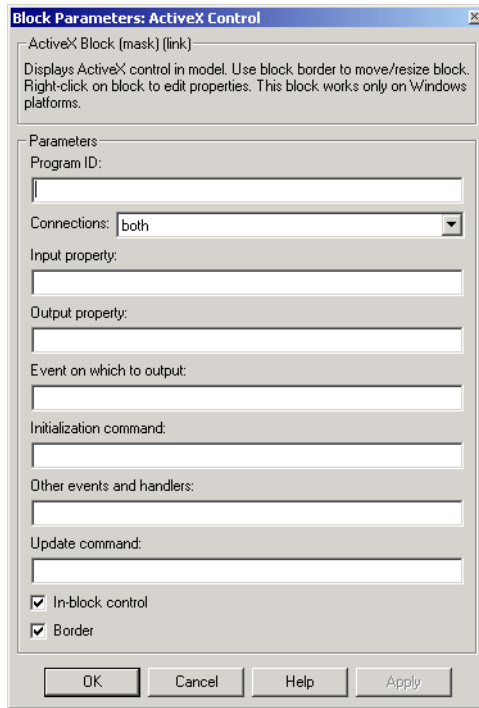 Block Parameters: ActiveX Control
ActiveX Block (mask) (link)
Displays ActiveX control in model. Use block border to move/resize block.
Right-click on block to edit properties. This block works only on Windows
platforms.
Parameters
Program ID:
Connections: both
Input property:
Output property:
Event on which to output:
Initialization command:
Other events and handlers:
Update command:
In-block control
Border
OK Cancel Help Apply